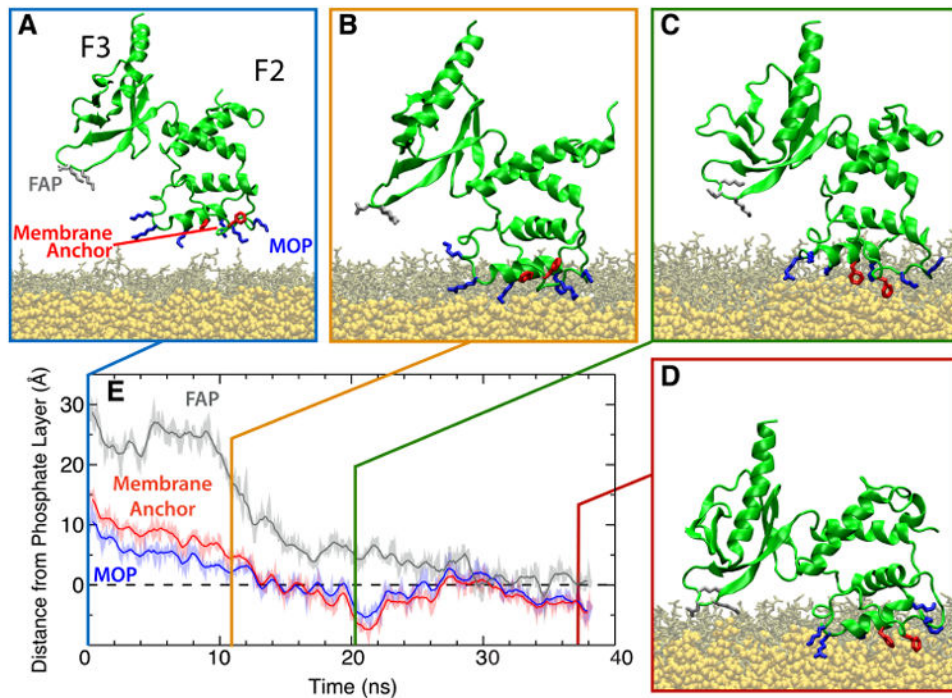 A
F3
F2
FAP
Membrane
Anchor
MOP
B
C
D
E
Distance from Phosphate Layer (Å)
30
20
10
0
FAP
Membrane
Anchor
MOP
0
10
20
30
40
Time (ns)